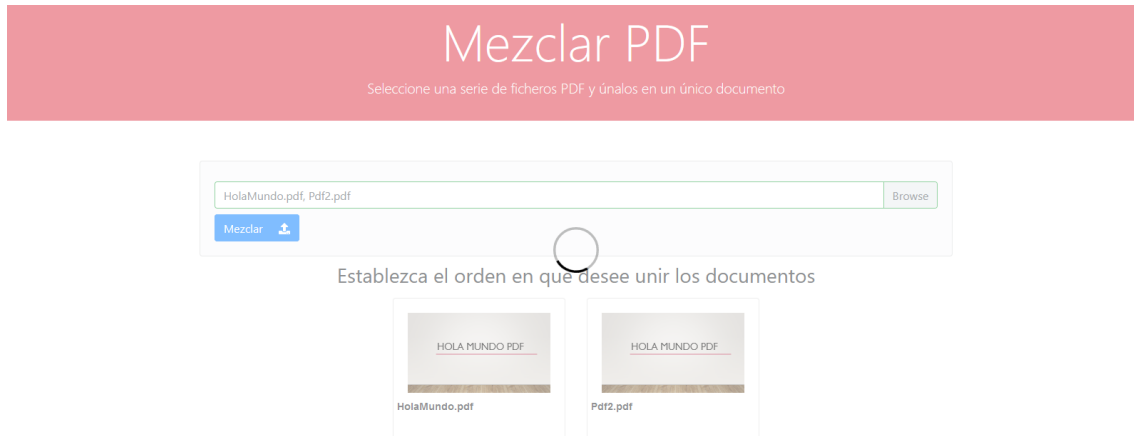 Mezclar PDF
Seleccione una serie de ficheros PDF y únalos en un único documento
HolaMundo.pdf, Pdf2.pdf
Browse
Mezclar
Establezca el orden en que desee unir los documentos
HOLA MUNDO PDF
HOLA MUNDO PDF
HolaMundo.pdf
Pdf2.pdf